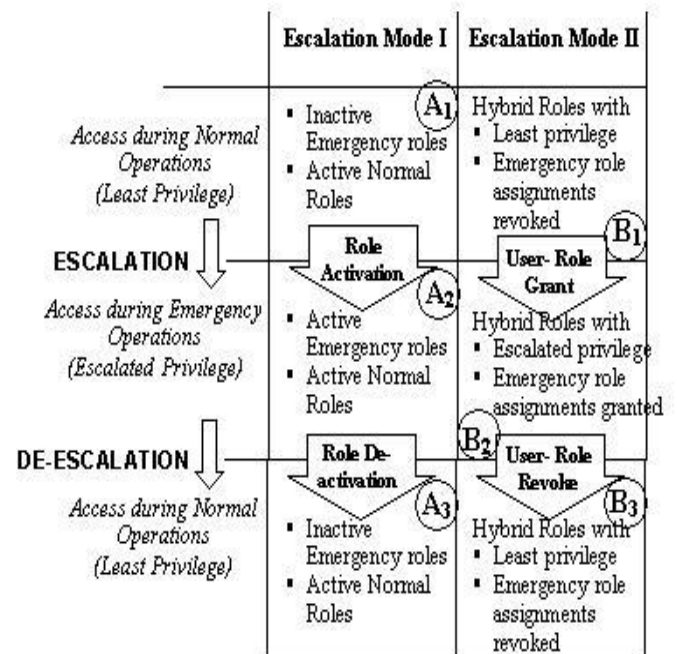 Escalation Mode I
Escalation Mode II
Access during Normal
Operations
(Least Privilege)
A1
▪ Inactive
Emergency roles
▪ Active Normal
Roles
Hybrid Roles with
▪ Least privilege
▪ Emergency role
assignments
revoked
B1
ESCALATION
Role
Activation
A2
User- Role
Grant
Access during Emergency
Operations
(Escalated Privilege)
▪ Active
Emergency roles
▪ Active Normal
Roles
Hybrid Roles with
▪ Escalated privilege
▪ Emergency role
assignments granted
B2
DE-ESCALATION
Role De-
activation
A3
User- Role
Revoke
B3
Access during Normal
Operations
(Least Privilege)
▪ Inactive
Emergency roles
▪ Active Normal
Roles
Hybrid Roles with
▪ Least privilege
▪ Emergency role
assignments
revoked